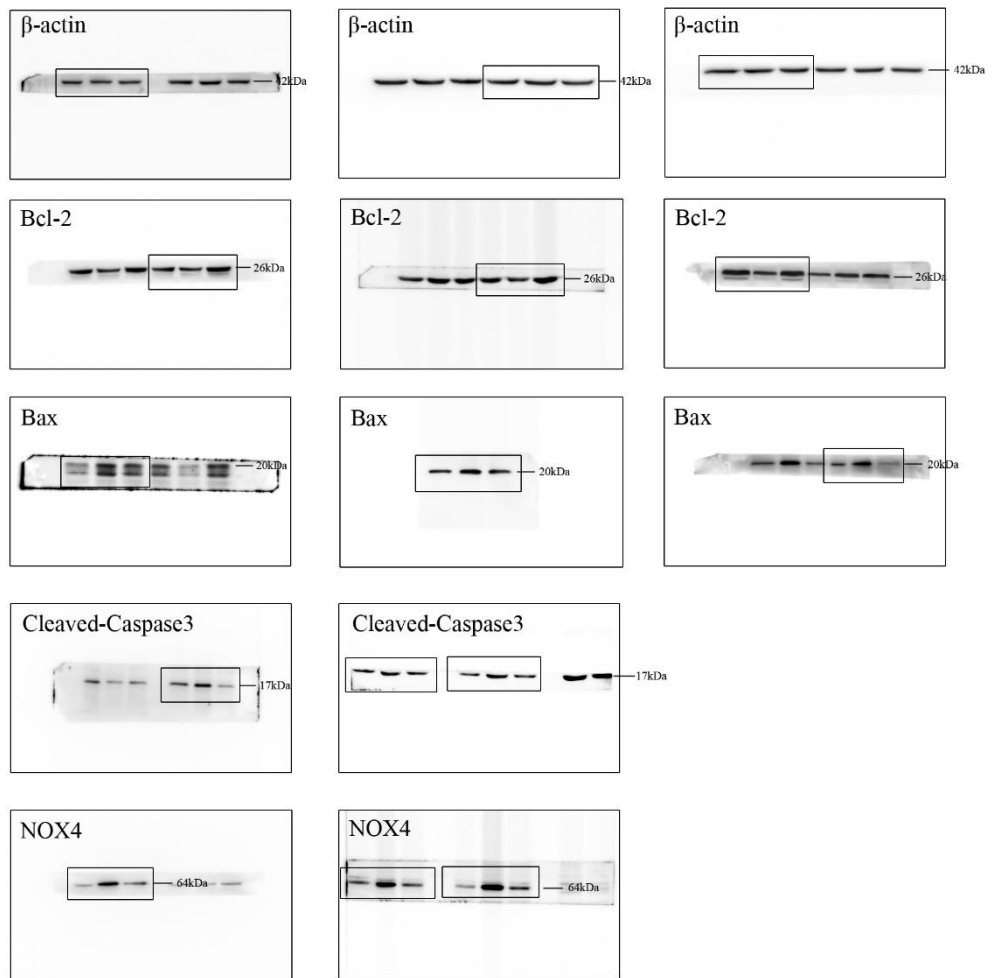 β-actin
42kDa
β-actin
42kDa
β-actin
42kDa
Bcl-2
26kDa
Bcl-2
26kDa
Bcl-2
26kDa
Bax
20kDa
Bax
20kDa
Bax
20kDa
Cleaved-Caspase3
17kDa
Cleaved-Caspase3
17kDa
NOX4
64kDa
NOX4
64kDa